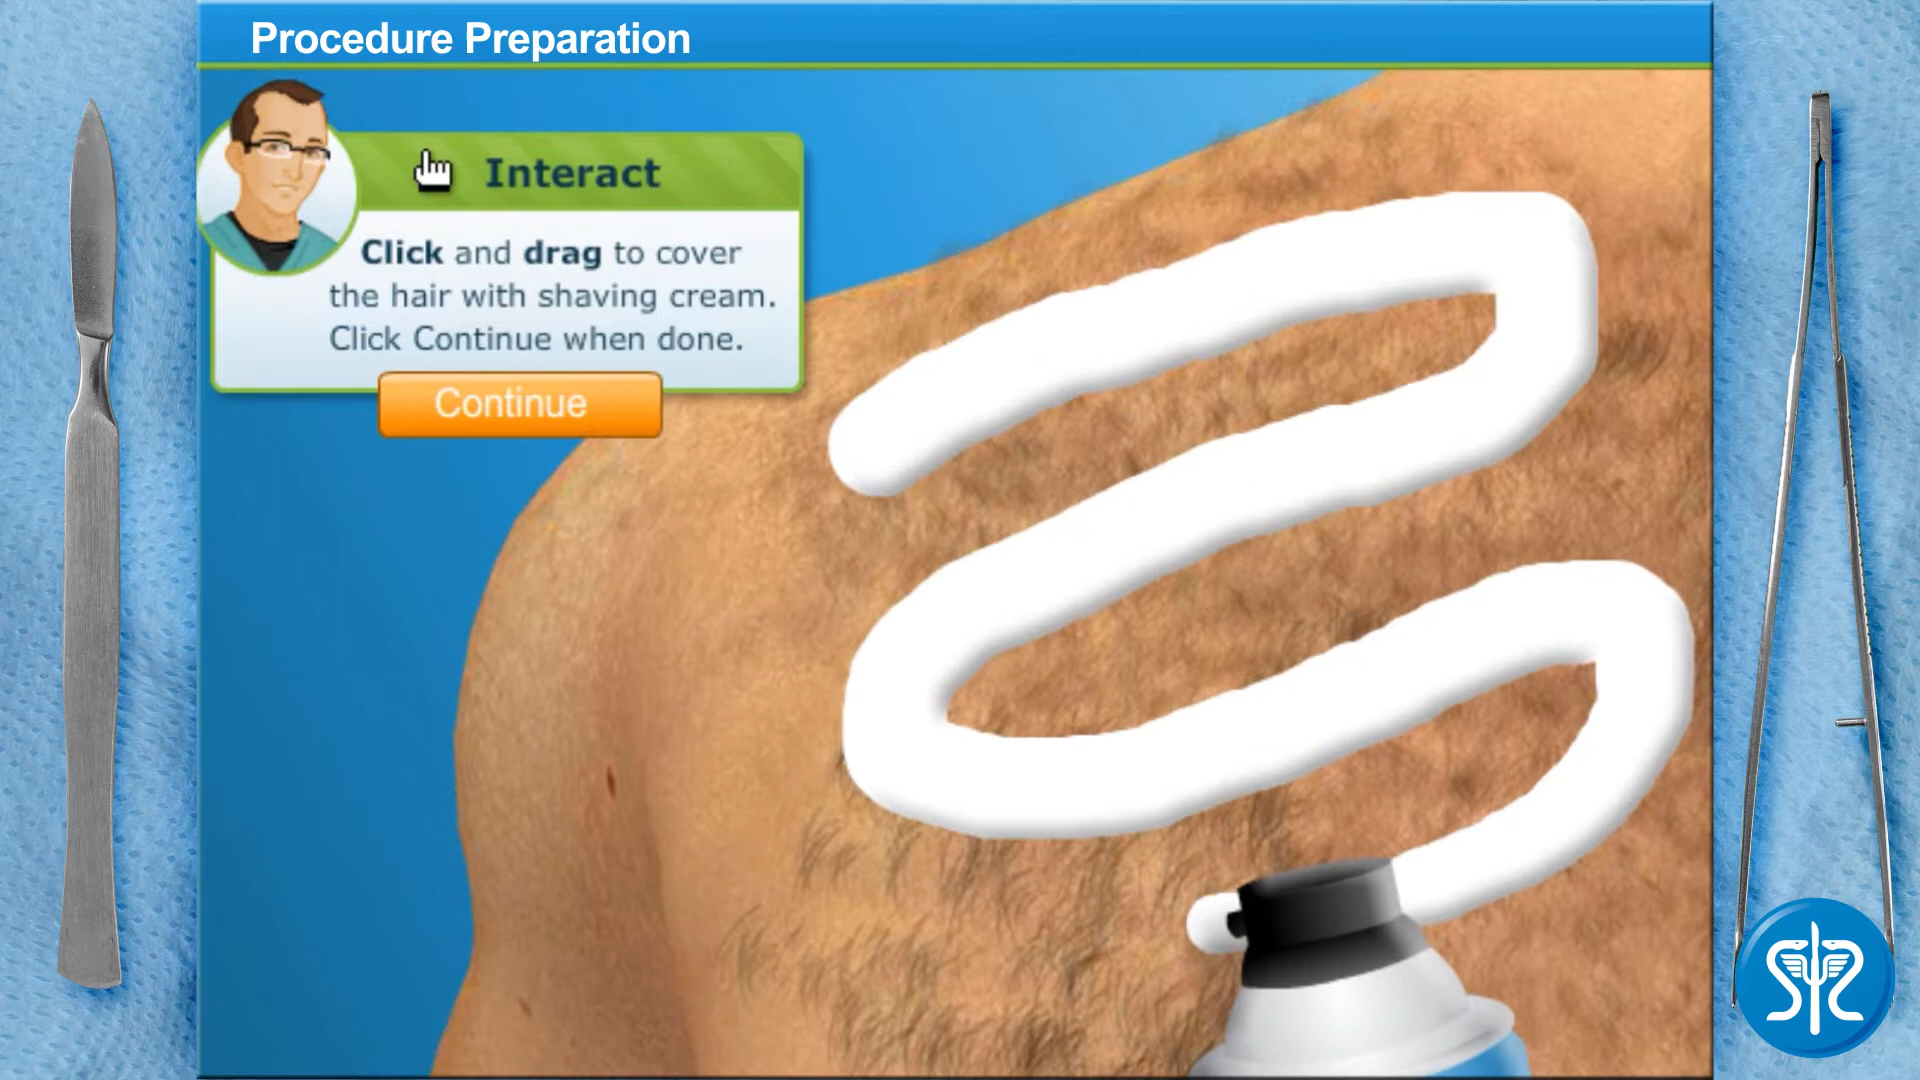 Procedure Preparation
Interact
Click and drag to cover
the hair with shaving cream.
Click Continue when done.
Continue